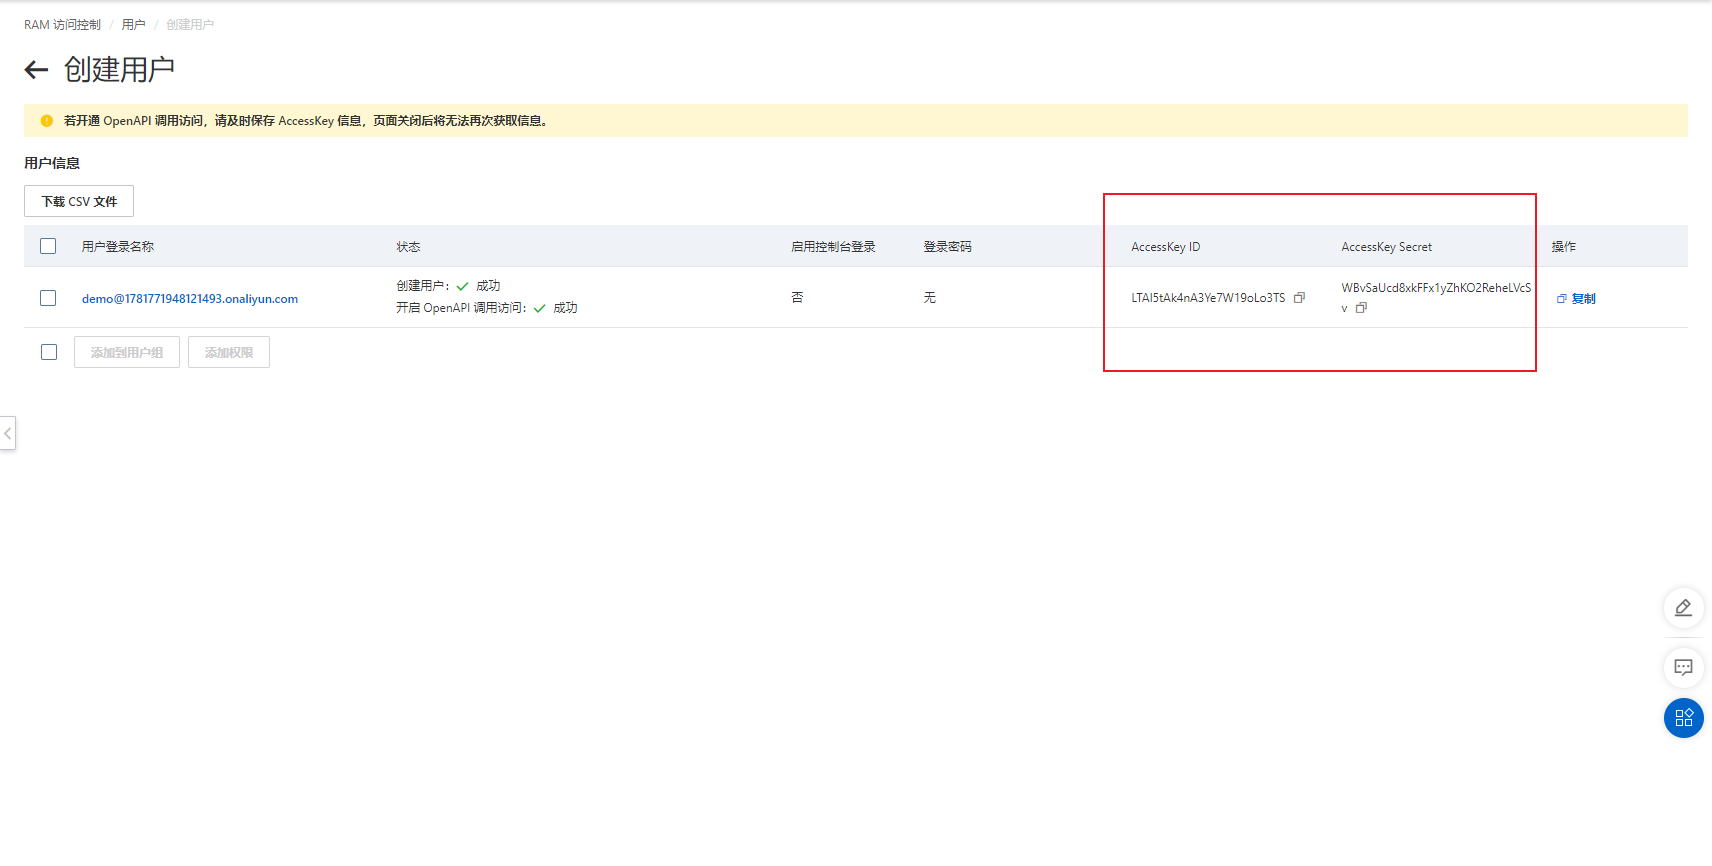 RAM 访问控制 / 用户 / 创建用户
创建用户
若开通 OpenAPI 调用访问，请及时保存 AccessKey 信息，页面关闭后将无法再次获取信息。
用户信息
下载 CSV 文件
用户登录名称 状态 启用控制台登录 登录密码 AccessKey ID AccessKey Secret 操作
demo@1781771948121493.onaliyun.com 创建用户： 成功 否 无 LTAI5tAk4nA3Ye7W19oLo3TS WBvSaUcd8xkFFx1yZhKO2ReheLVcS 复制
开启 OpenAPI 调用访问： 成功 v
添加到用户组 添加权限